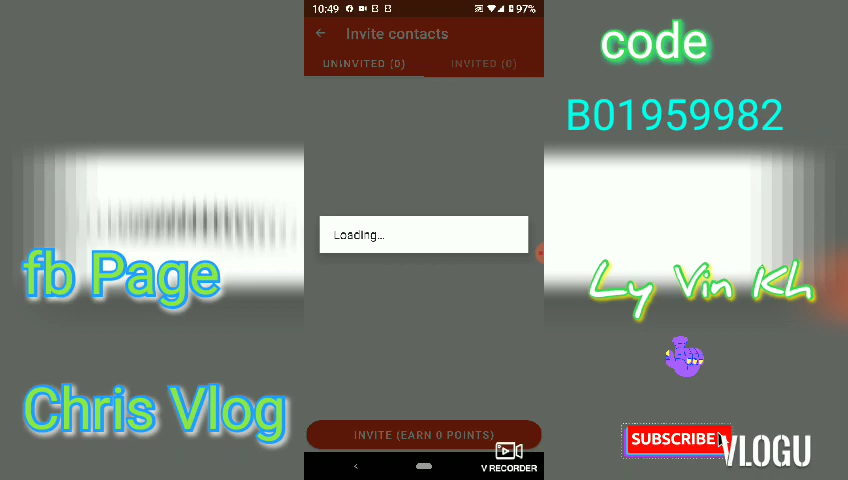 10:49
97%
Invite contacts
UNINVITED (0)
INVITED (0)
Loading...
INVITE (EARN 0 POINTS)
V RECORDER
fb Page
Chris Vlog
code
B01959982
Ly Vin Kh
SUBSCRIBE
VLOGU